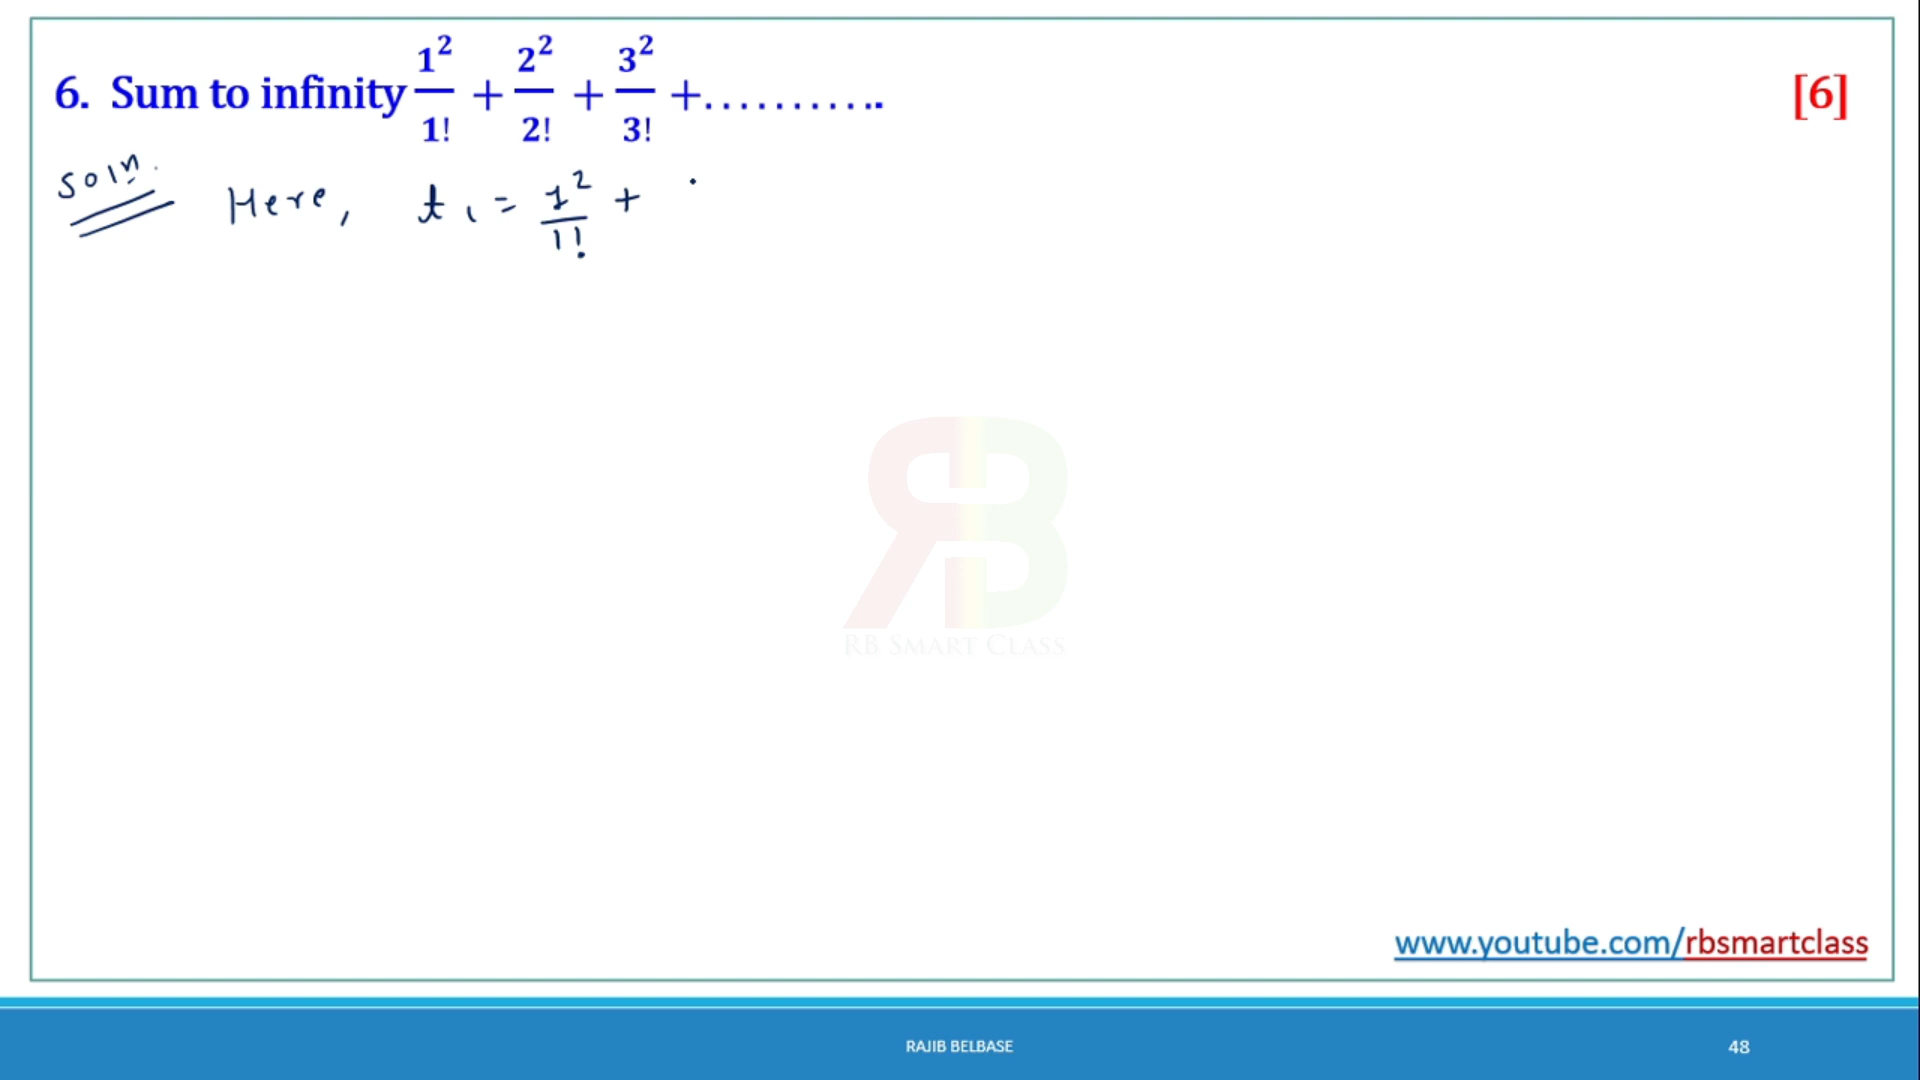 6. Sum to infinity 1²/1! + 2²/2! + 3²/3! +...........
[6]
Soln.
Here, t₁ = 1²/1! +
RB SMART CLASS
www.youtube.com/rbsmartclass
RAJIB BELBASE
48